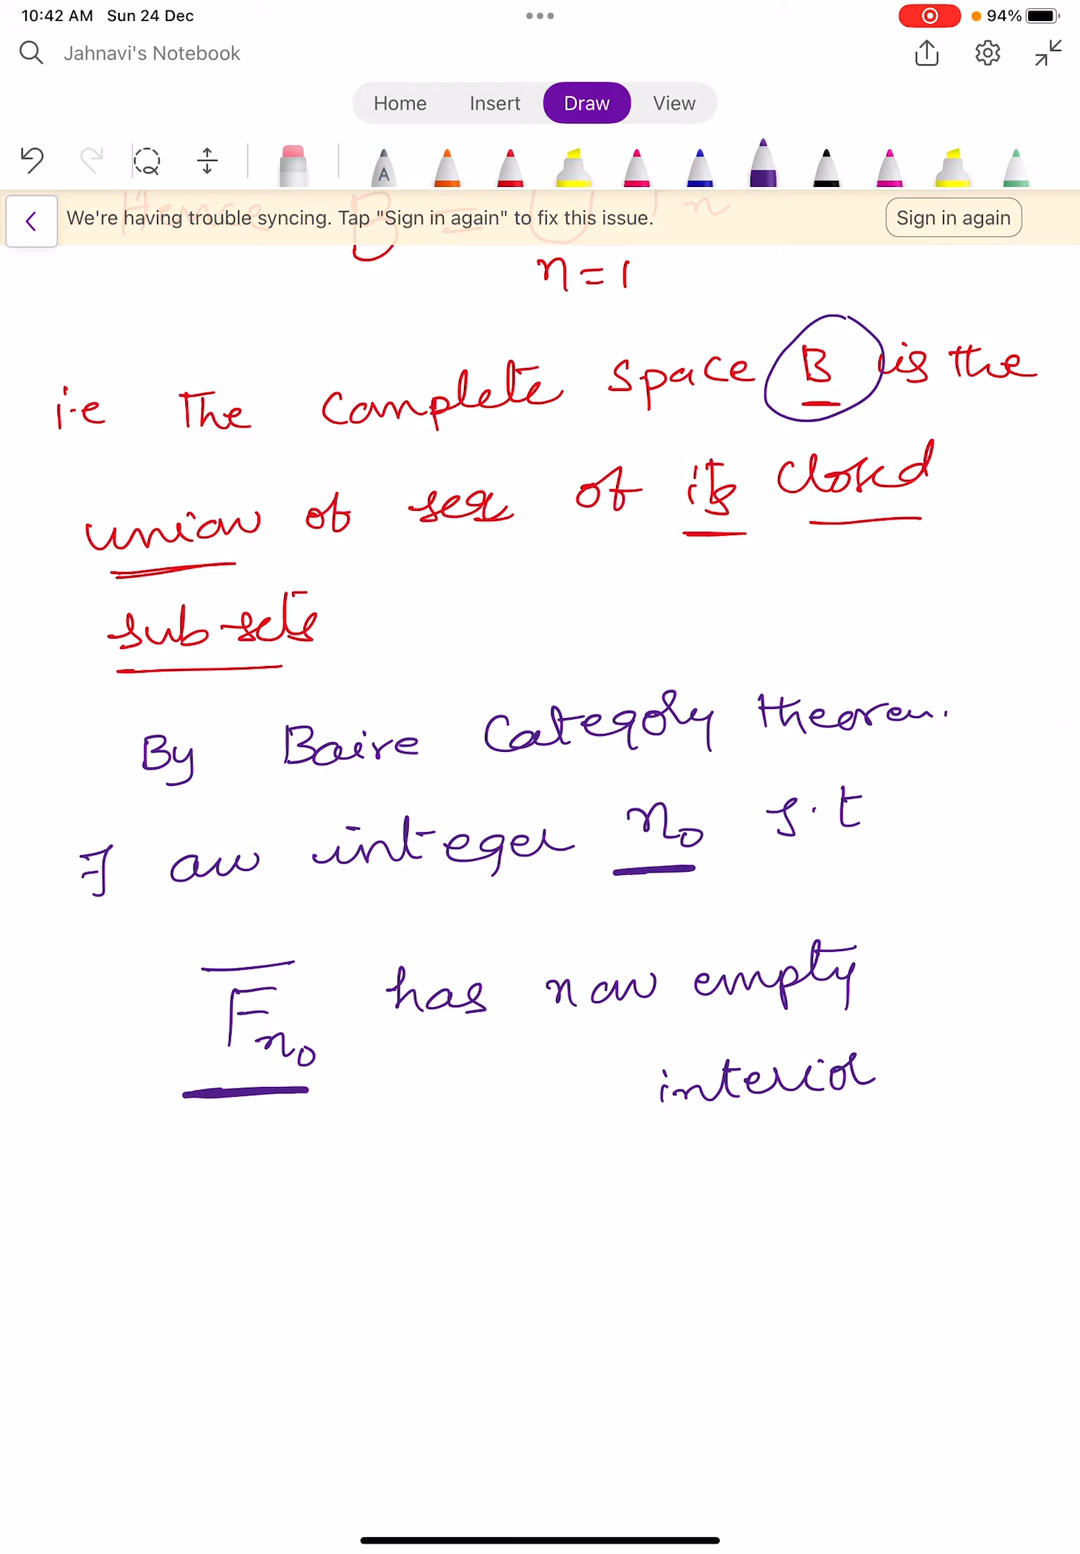 10:42 AM Sun 24 Dec
94%
Jahnavi's Notebook
Home Insert Draw View
A
Hence B = U F n
We're having trouble syncing. Tap "Sign in again" to fix this issue.
Sign in again
n = 1
i.e The complete space B is the
union of seq of its closed
sub-sets
By Baire Category theorem.
∃ an integer n₀ s.t
F̅ₙ₀ has non empty
interior